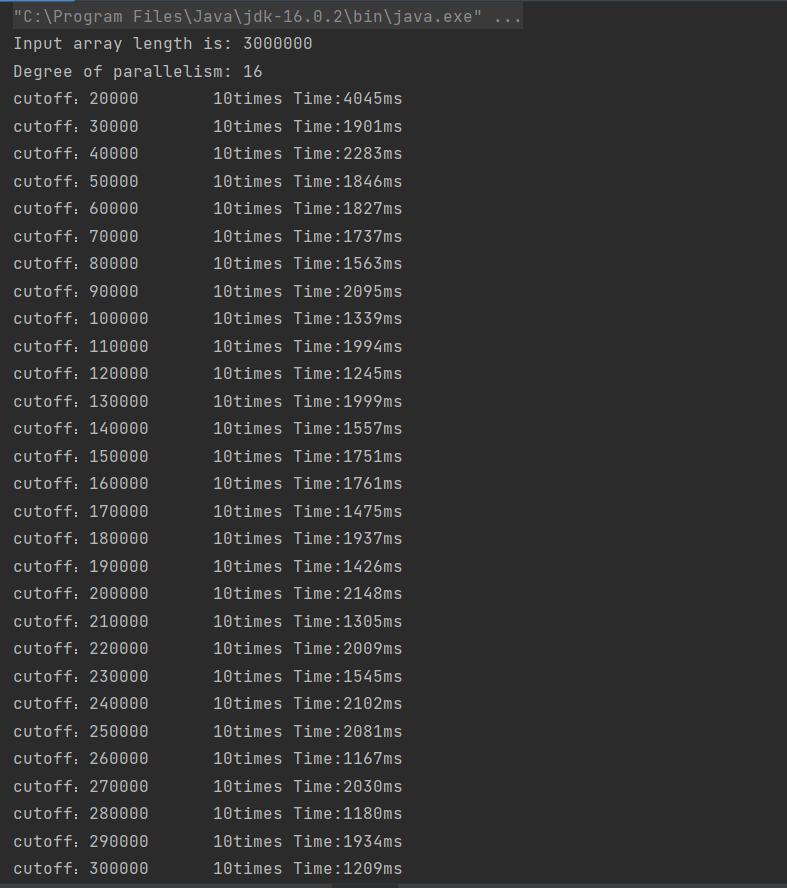 "C:\Program Files\Java\jdk-16.0.2\bin\java.exe" ...
Input array length is: 3000000
Degree of parallelism: 16
cutoff：20000		10times Time:4045ms
cutoff：30000		10times Time:1901ms
cutoff：40000		10times Time:2283ms
cutoff：50000		10times Time:1846ms
cutoff：60000		10times Time:1827ms
cutoff：70000		10times Time:1737ms
cutoff：80000		10times Time:1563ms
cutoff：90000		10times Time:2095ms
cutoff：100000		10times Time:1339ms
cutoff：110000		10times Time:1994ms
cutoff：120000		10times Time:1245ms
cutoff：130000		10times Time:1999ms
cutoff：140000		10times Time:1557ms
cutoff：150000		10times Time:1751ms
cutoff：160000		10times Time:1761ms
cutoff：170000		10times Time:1475ms
cutoff：180000		10times Time:1937ms
cutoff：190000		10times Time:1426ms
cutoff：200000		10times Time:2148ms
cutoff：210000		10times Time:1305ms
cutoff：220000		10times Time:2009ms
cutoff：230000		10times Time:1545ms
cutoff：240000		10times Time:2102ms
cutoff：250000		10times Time:2081ms
cutoff：260000		10times Time:1167ms
cutoff：270000		10times Time:2030ms
cutoff：280000		10times Time:1180ms
cutoff：290000		10times Time:1934ms
cutoff：300000		10times Time:1209ms